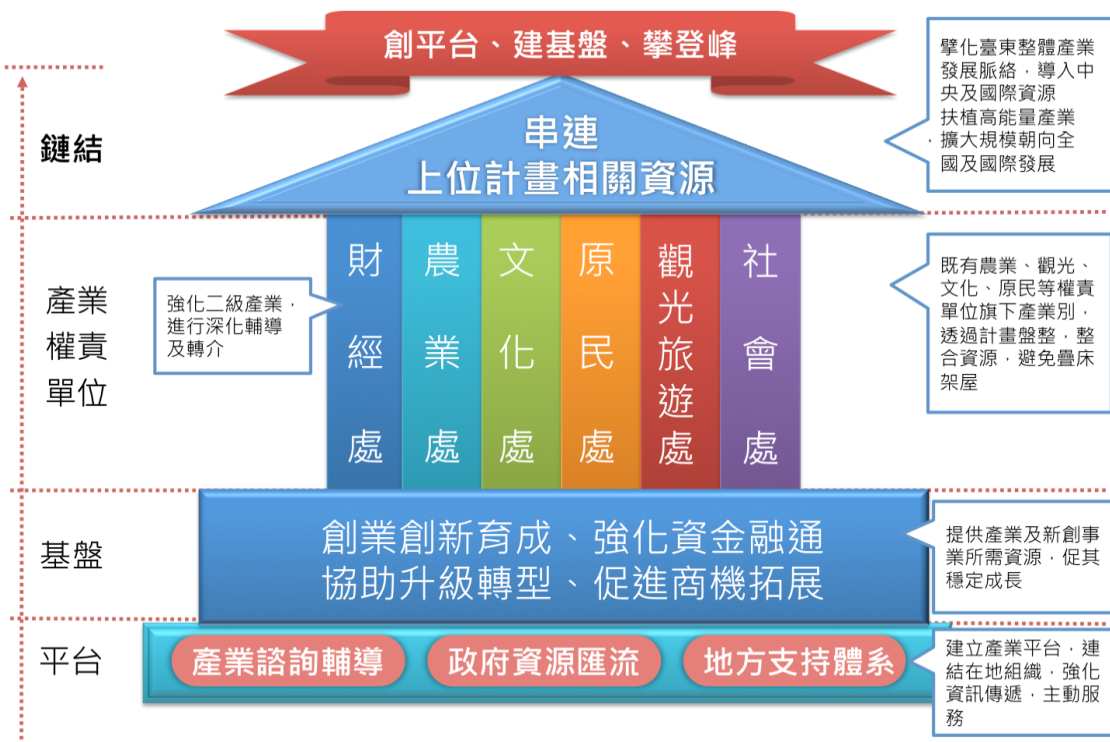 創平台、建基盤、攀登峰
擘化臺東整體產業
發展脈絡，導入中
央及國際資源
扶植高能量產業
，擴大規模朝向全
國及國際發展
鏈結
串連
上位計畫相關資源
產業
權責
單位
強化二級產業，
進行深化輔導
及轉介
財經處
農業處
文化處
原民處
觀光旅遊處
社會處
既有農業、觀光、
文化、原民等權責
單位旗下產業別，
透過計畫盤整，整
合資源，避免疊床
架屋
基盤
創業創新育成、強化資金融通
協助升級轉型、促進商機拓展
提供產業及新創事
業所需資源，促其
穩定成長
平台
產業諮詢輔導
政府資源匯流
地方支持體系
建立產業平台，連
結在地組織，強化
資訊傳遞，主動服
務